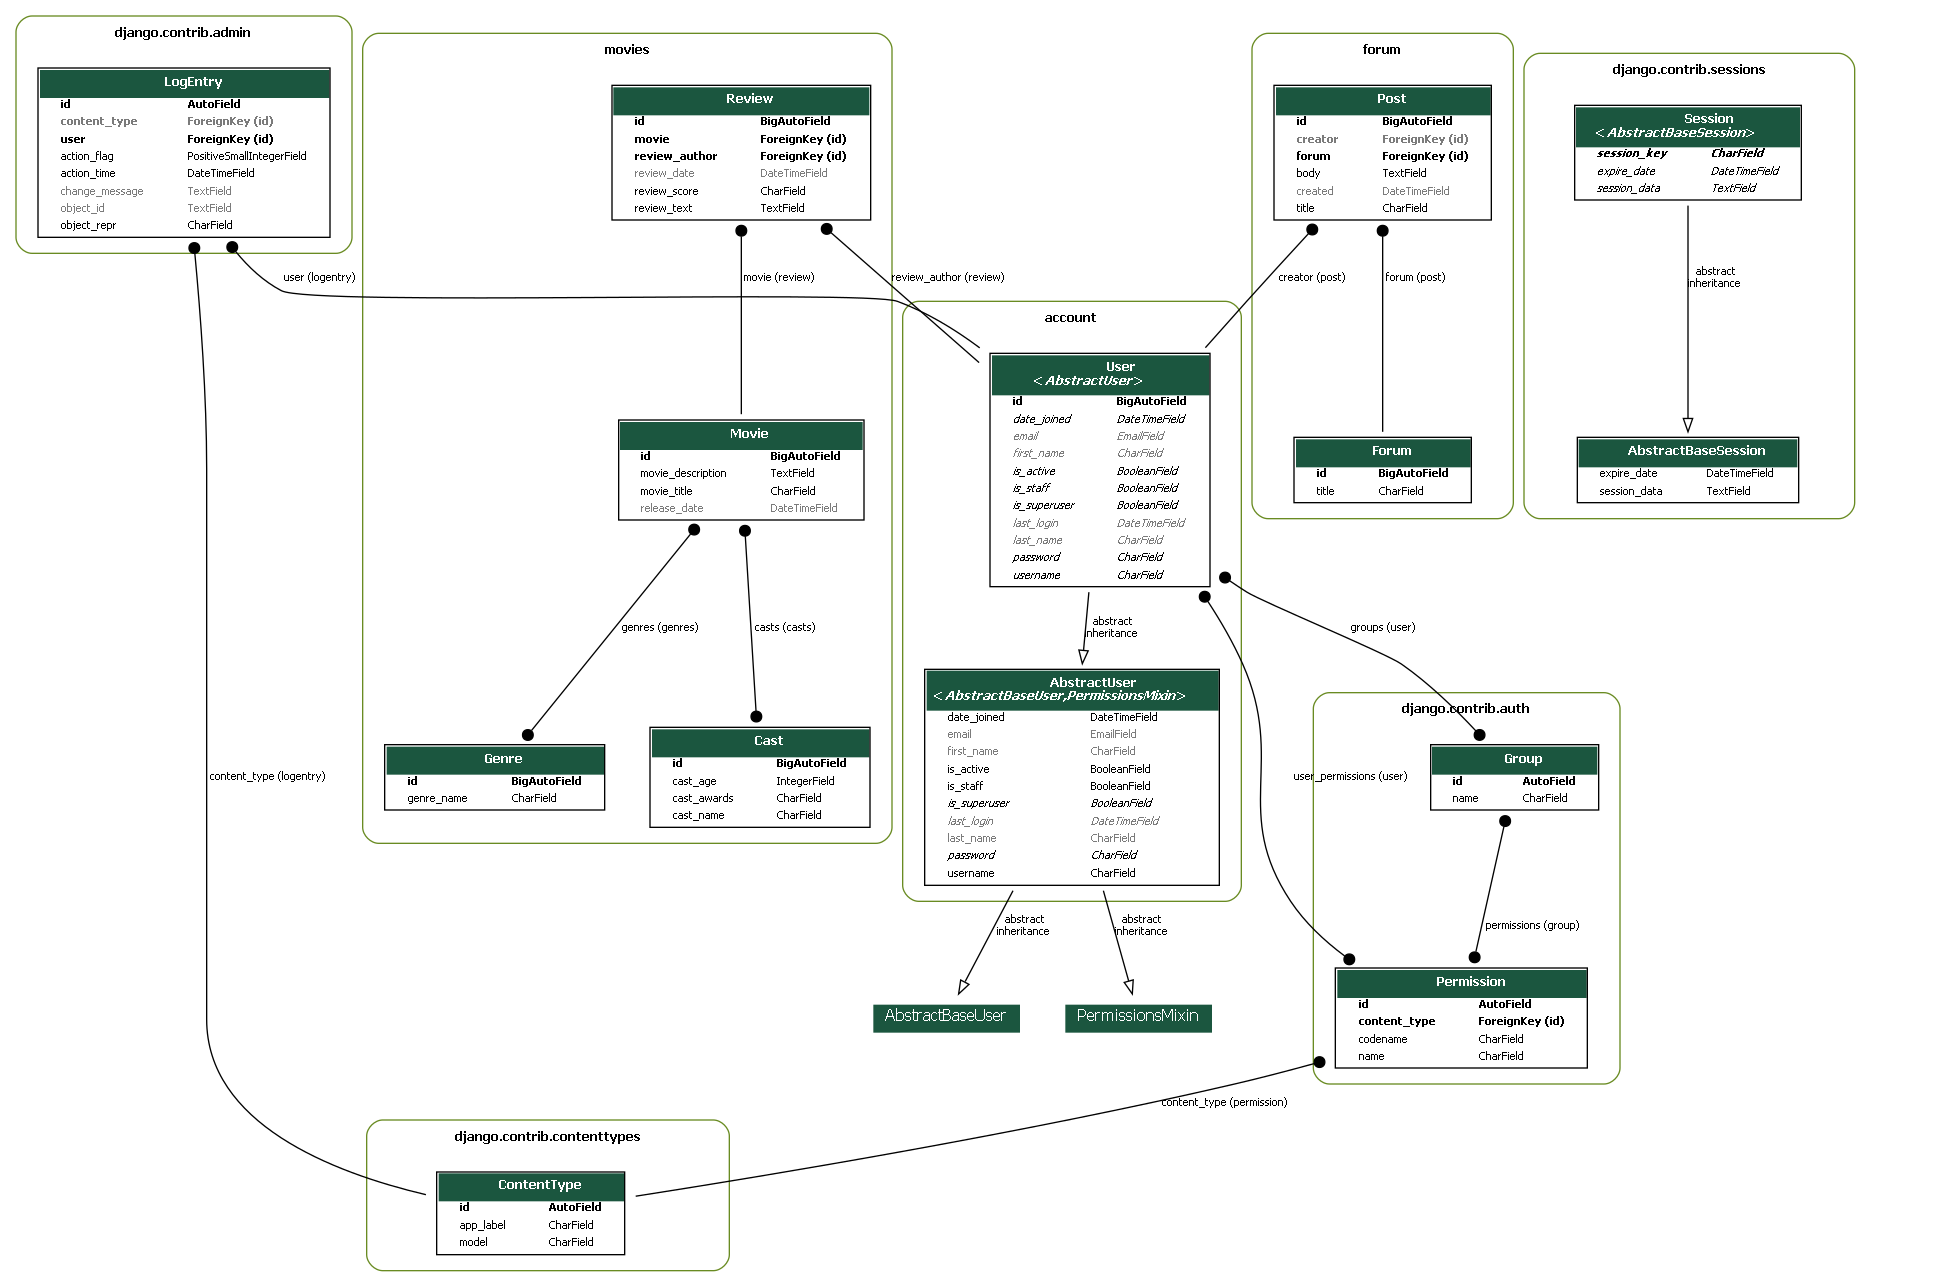 django.contrib.admin
LogEntry
id AutoField
content_type ForeignKey (id)
user ForeignKey (id)
action_flag PositiveSmallIntegerField
action_time DateTimeField
change_message TextField
object_id TextField
object_repr CharField
movies
Review
id BigAutoField
movie ForeignKey (id)
review_author ForeignKey (id)
review_date DateTimeField
review_score CharField
review_text TextField
forum
Post
id BigAutoField
creator ForeignKey (id)
forum ForeignKey (id)
body TextField
created DateTimeField
title CharField
django.contrib.sessions
Session
<AbstractBaseSession>
session_key CharField
expire_date DateTimeField
session_data TextField
user (logentry)
movie (review)
review_author (review)
creator (post)
forum (post)
abstract
inheritance
account
User
<AbstractUser>
id BigAutoField
date_joined DateTimeField
email EmailField
first_name CharField
is_active BooleanField
is_staff BooleanField
is_superuser BooleanField
last_login DateTimeField
last_name CharField
password CharField
username CharField
Movie
id BigAutoField
movie_description TextField
movie_title CharField
release_date DateTimeField
Forum
id BigAutoField
title CharField
AbstractBaseSession
expire_date DateTimeField
session_data TextField
genres (genres)
casts (casts)
abstract
inheritance
groups (user)
AbstractUser
<AbstractBaseUser,PermissionsMixin>
date_joined DateTimeField
email EmailField
first_name CharField
is_active BooleanField
is_staff BooleanField
is_superuser BooleanField
last_login DateTimeField
last_name CharField
password CharField
username CharField
Genre
id BigAutoField
genre_name CharField
Cast
id BigAutoField
cast_age IntegerField
cast_awards CharField
cast_name CharField
django.contrib.auth
Group
id AutoField
name CharField
content_type (logentry)
user_permissions (user)
abstract
inheritance
abstract
inheritance
permissions (group)
AbstractBaseUser
PermissionsMixin
Permission
id AutoField
content_type ForeignKey (id)
codename CharField
name CharField
content_type (permission)
django.contrib.contenttypes
ContentType
id AutoField
app_label CharField
model CharField